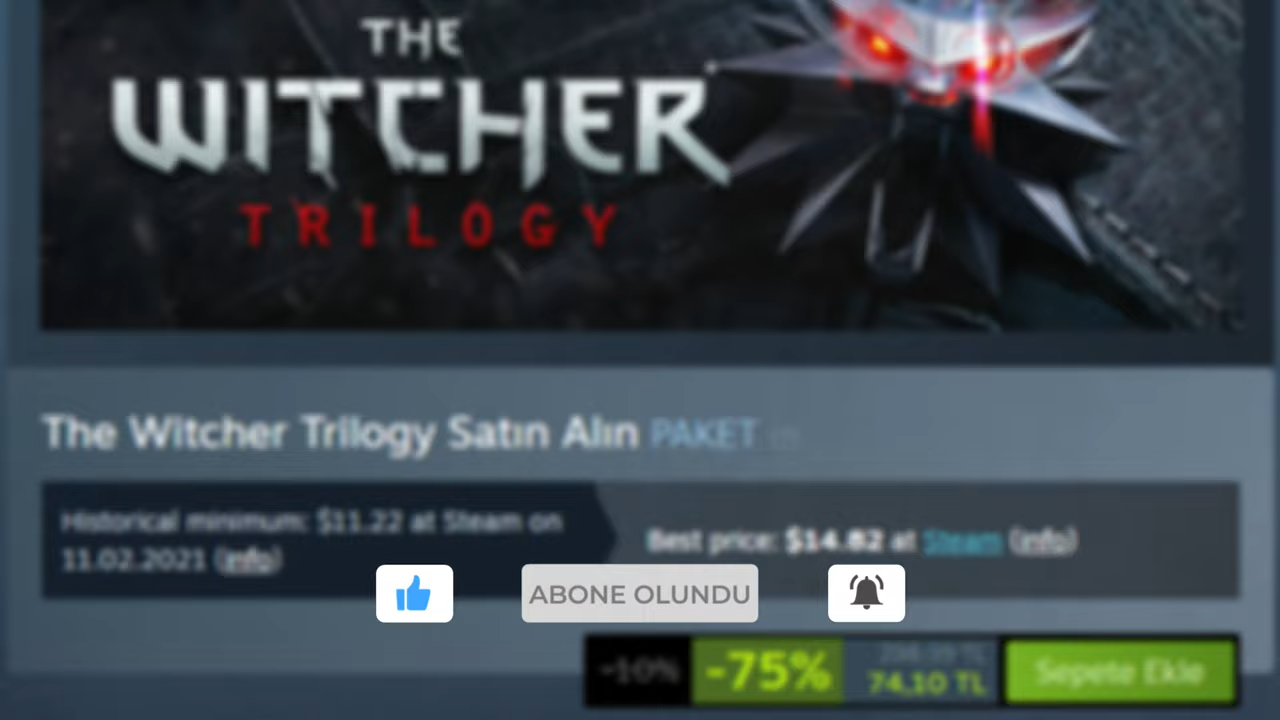 THE
WITCHER
TRILOGY
The Witcher Trilogy Satın Alın PAKET
Historical minimum: $11.22 at Steam on
11.02.2021 (info)
Best price: $14.82 at Steam (info)
ABONE OLUNDU
-10% -75% 74,10 TL Sepete Ekle